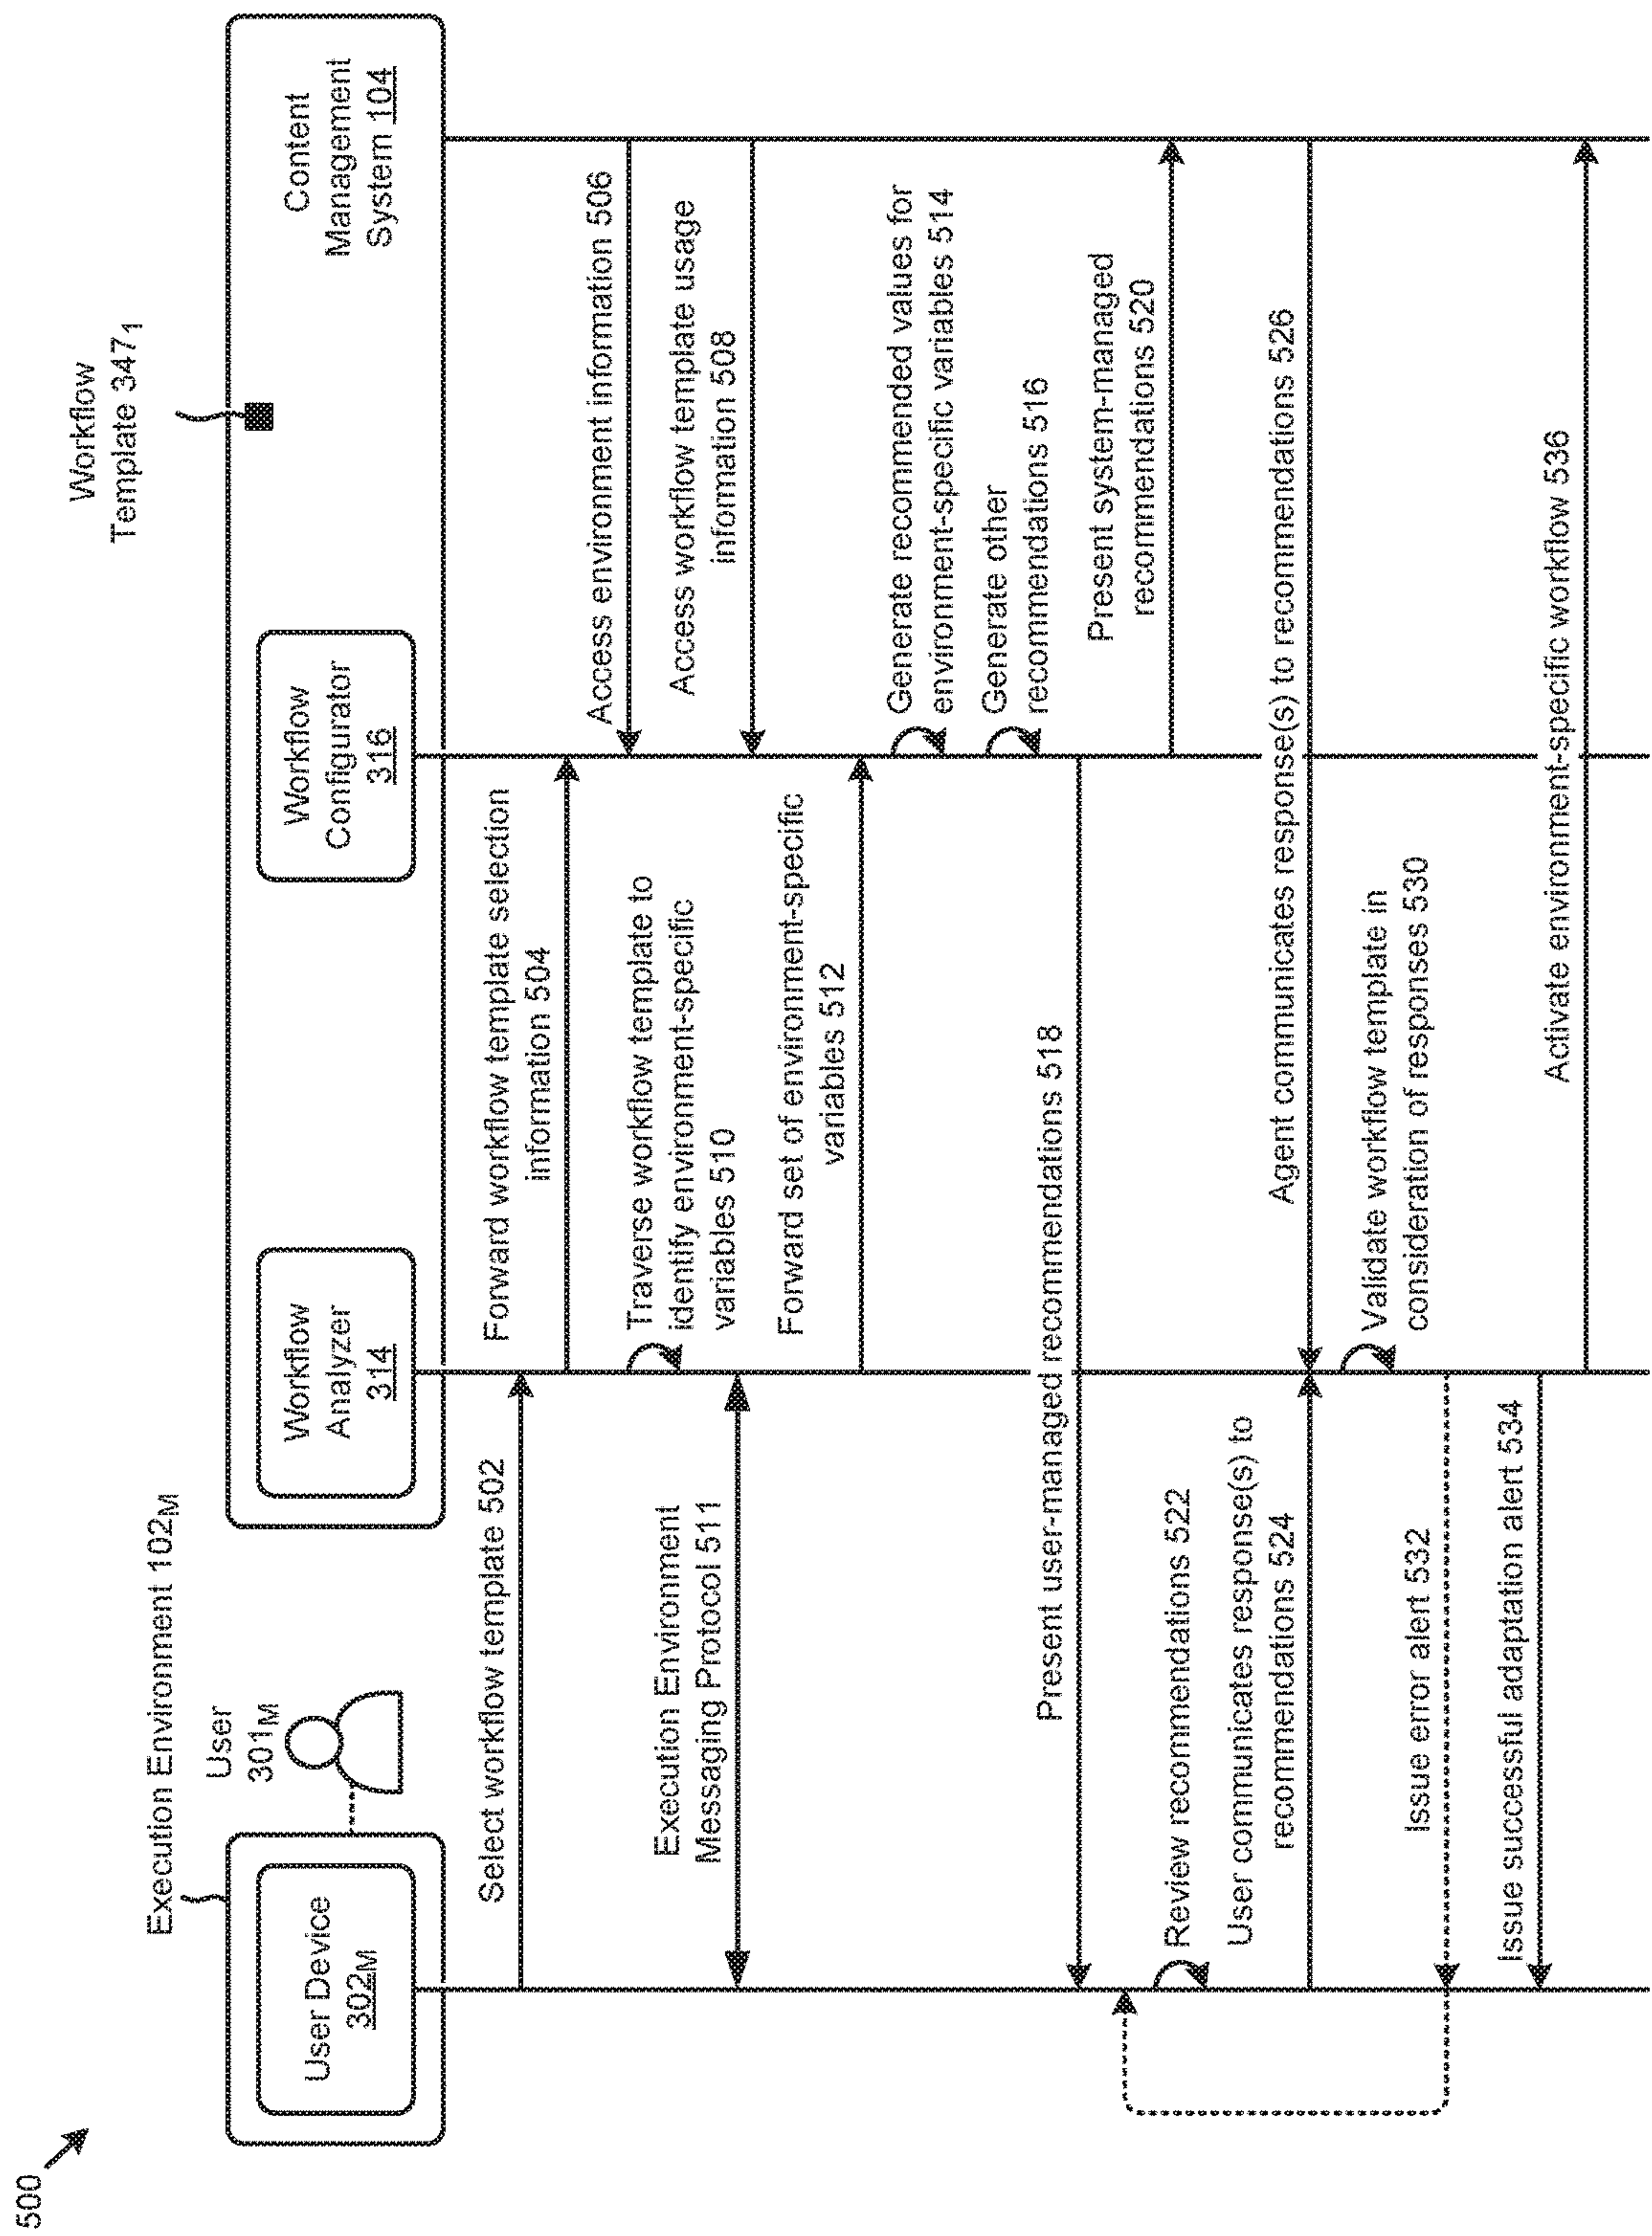 500
Execution Environment 102M
User
301M
User Device
302M
Workflow
Template 3471
Workflow
Analyzer
314
Workflow
Configurator
316
Content
Management
System 104
Select workflow template 502
Forward workflow template selection
information 504
Access environment information 506
Traverse workflow template to
identify environment-specific
variables 510
Access workflow template usage
information 508
Execution Environment
Messaging Protocol 511
Forward set of environment-specific
variables 512
Generate recommended values for
environment-specific variables 514
Generate other
recommendations 516
Present user-managed recommendations 518
Present system-managed
recommendations 520
Review recommendations 522
User communicates response(s) to
recommendations 524
Agent communicates response(s) to recommendations 526
Validate workflow template in
consideration of responses 530
Issue error alert 532
Issue successful adaptation alert 534
Activate environment-specific workflow 536